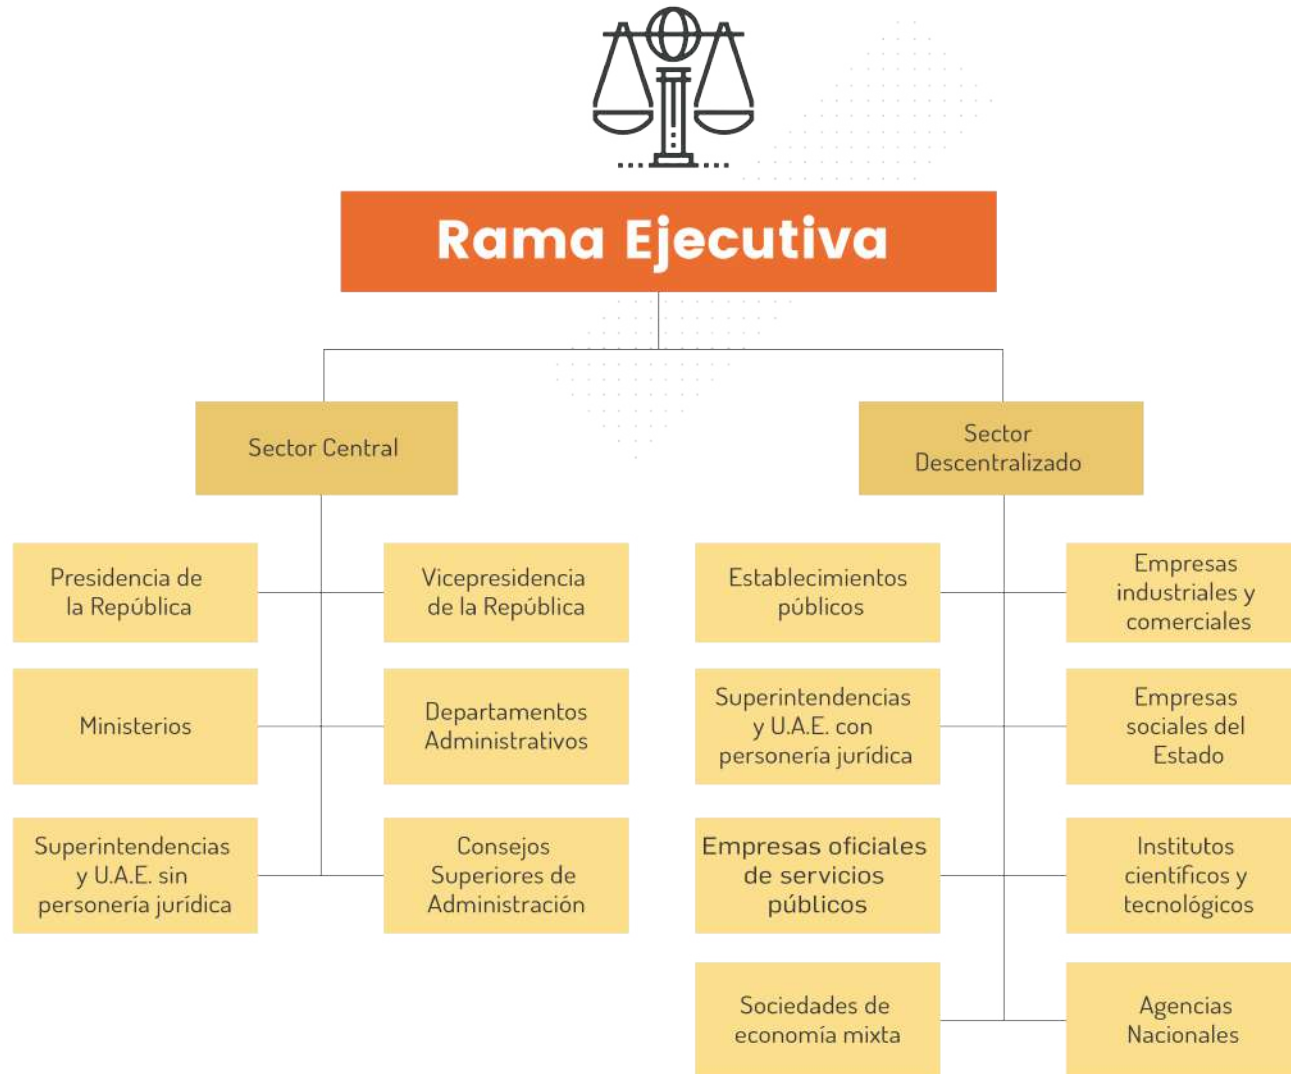 Rama Ejecutiva
Sector Central
Sector
Descentralizado
Presidencia de
la República
Vicepresidencia
de la República
Ministerios
Departamentos
Administrativos
Superintendencias
y U.A.E. sin
personería jurídica
Consejos
Superiores de
Administración
Establecimientos
públicos
Empresas
industriales y
comerciales
Superintendencias
y U.A.E. con
personería jurídica
Empresas
sociales del
Estado
Empresas oficiales
de servicios
públicos
Institutos
científicos y
tecnológicos
Sociedades de
economía mixta
Agencias
Nacionales